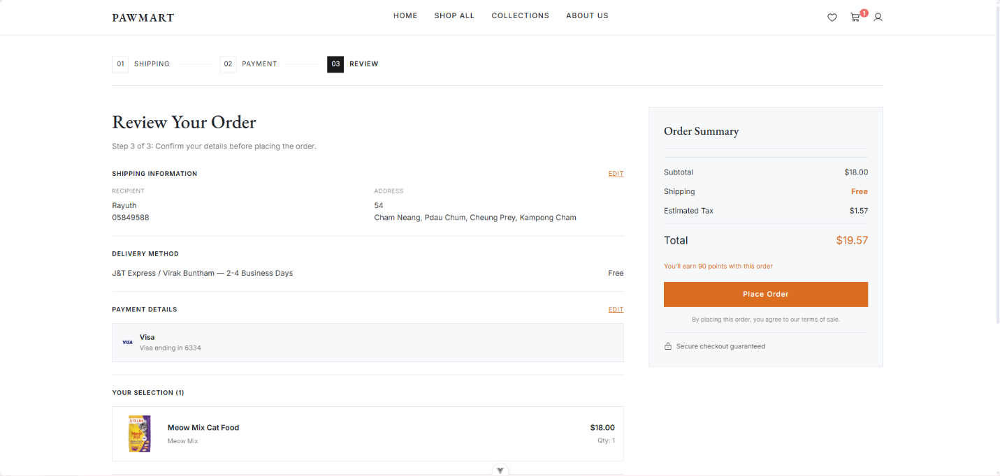 PAWMART
HOME SHOP ALL COLLECTIONS ABOUT US
1
01 SHIPPING 02 PAYMENT 03 REVIEW
Review Your Order
Step 3 of 3: Confirm your details before placing the order.
SHIPPING INFORMATION EDIT
RECIPIENT
Rayuth
05849588
ADDRESS
54
Cham Neang, Pdau Chum, Cheung Prey, Kampong Cham
DELIVERY METHOD
J&T Express / Virak Buntham — 2-4 Business Days Free
PAYMENT DETAILS EDIT
VISA
Visa
Visa ending in 6334
YOUR SELECTION (1)
3.15 LBS
Meow Mix
Meow Mix Cat Food $18.00
Meow Mix Qty: 1
Order Summary
Subtotal $18.00
Shipping Free
Estimated Tax $1.57
Total $19.57
You'll earn 90 points with this order
Place Order
By placing this order, you agree to our terms of sale.
Secure checkout guaranteed